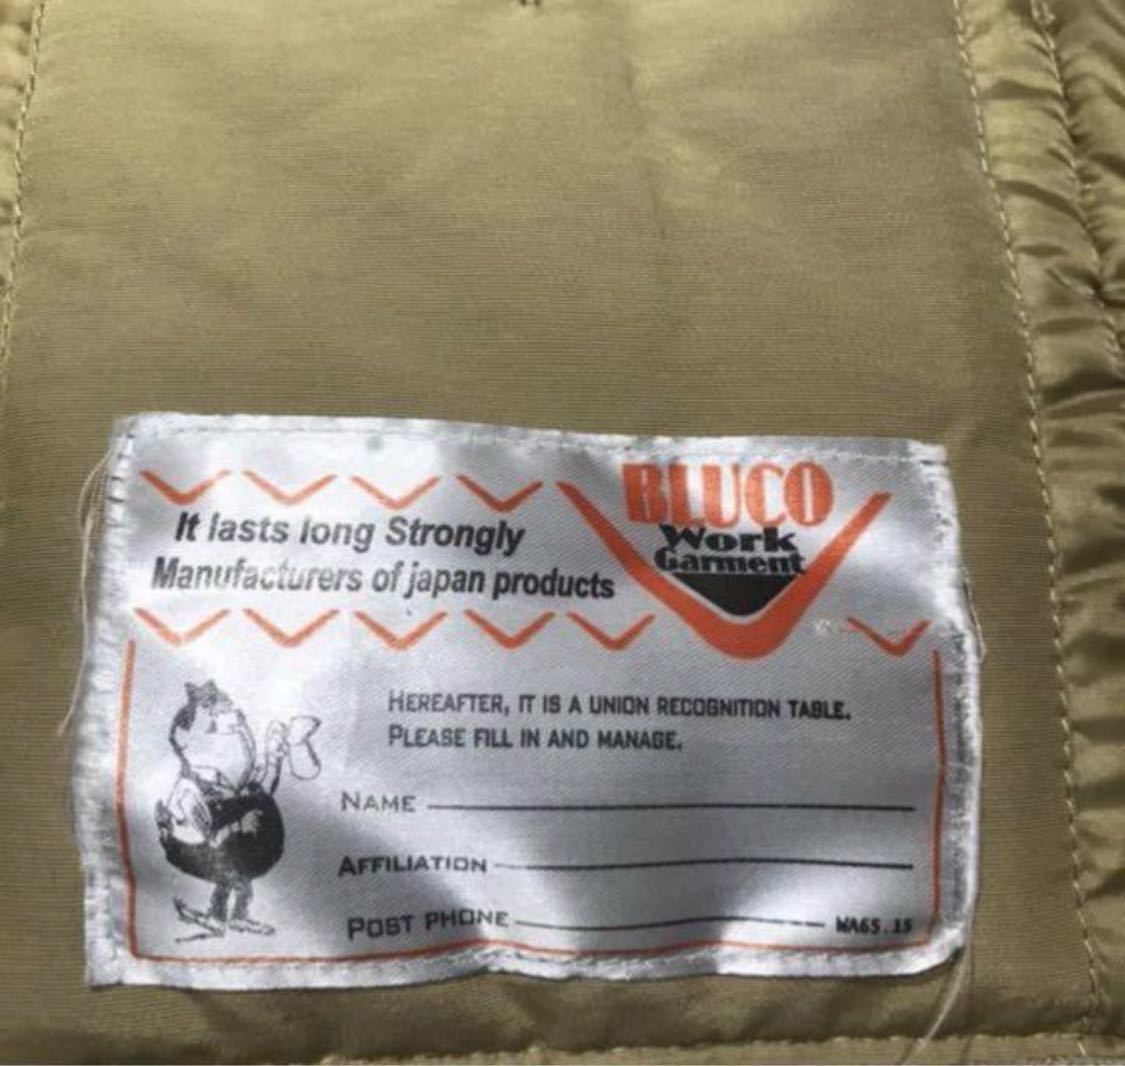 BLUCO
Work
Garment
It lasts long Strongly
Manufacturers of japan products
HEREAFTER, IT IS A UNION RECOGNITION TABLE.
PLEASE FILL IN AND MANAGE.
NAME
AFFILIATION
POST PHONE
WA65.15